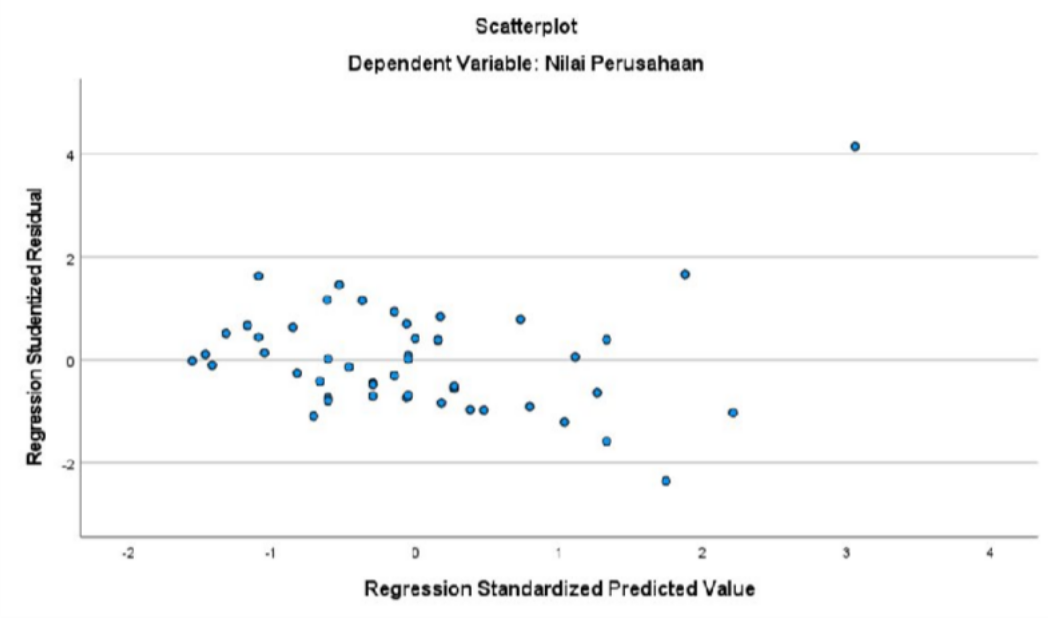 Scatterplot
Dependent Variable: Nilai Perusahaan
Regression Studentized Residual
4
2
0
-2
-2 -1 0 1 2 3 4
Regression Standardized Predicted Value